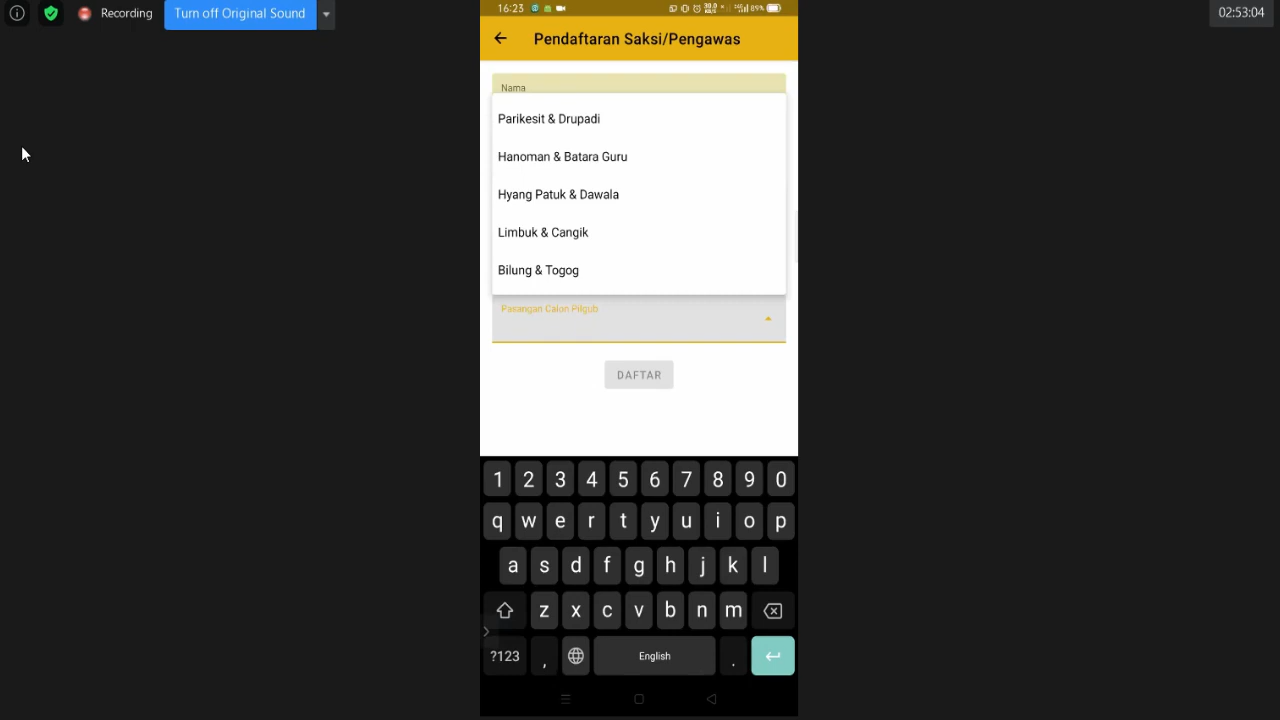 Recording
Turn off Original Sound
02:53:04
16:23
89%
Pendaftaran Saksi/Pengawas
Nama
Parikesit & Drupadi
Hanoman & Batara Guru
Hyang Patuk & Dawala
Limbuk & Cangik
Bilung & Togog
Pasangan Calon Pilgub
DAFTAR
1 2 3 4 5 6 7 8 9 0
q w e r t y u i o p
a s d f g h j k l
z x c v b n m
?123 , English .